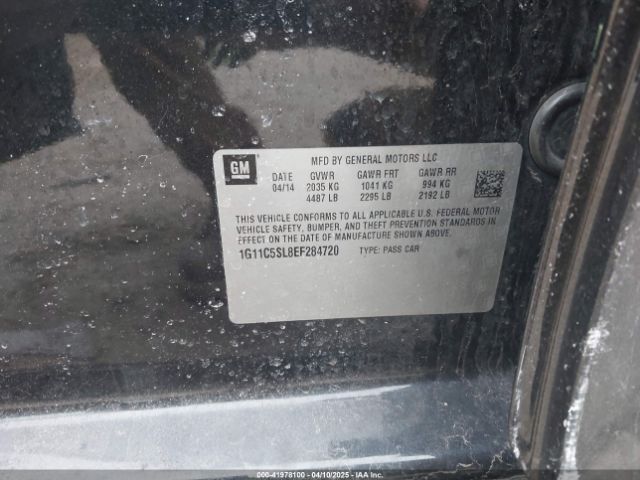 GM
MFD BY GENERAL MOTORS LLC
DATE GVWR GAWR FRT GAWR RR
04/14 2035 KG 1041 KG 994 KG
4487 LB 2295 LB 2192 LB
THIS VEHICLE CONFORMS TO ALL APPLICABLE U.S. FEDERAL MOTOR
VEHICLE SAFETY, BUMPER, AND THEFT PREVENTION STANDARDS
IN EFFECT ON THE DATE OF MANUFACTURE SHOWN ABOVE.
1G11C5SL8EF284720 TYPE: PASS CAR
000-41978100 - 04/10/2025 - IAA Inc.